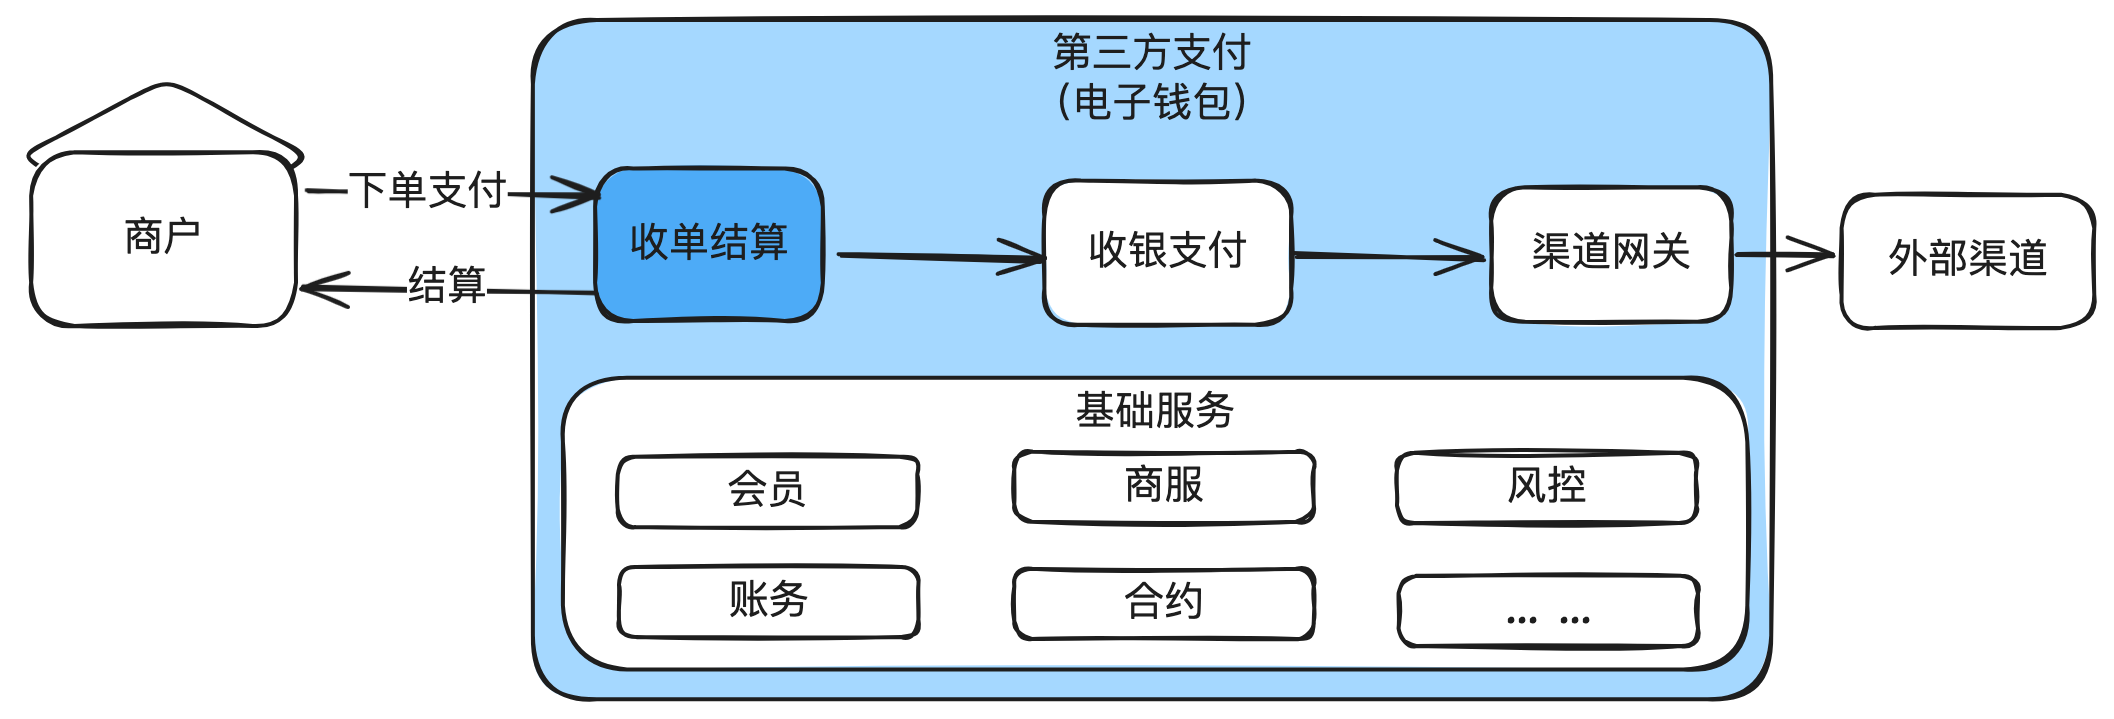 第三方支付
(电子钱包)
商户
下单支付
结算
收单结算
收银支付
渠道网关
外部渠道
基础服务
会员
商服
风控
账务
合约
... ...